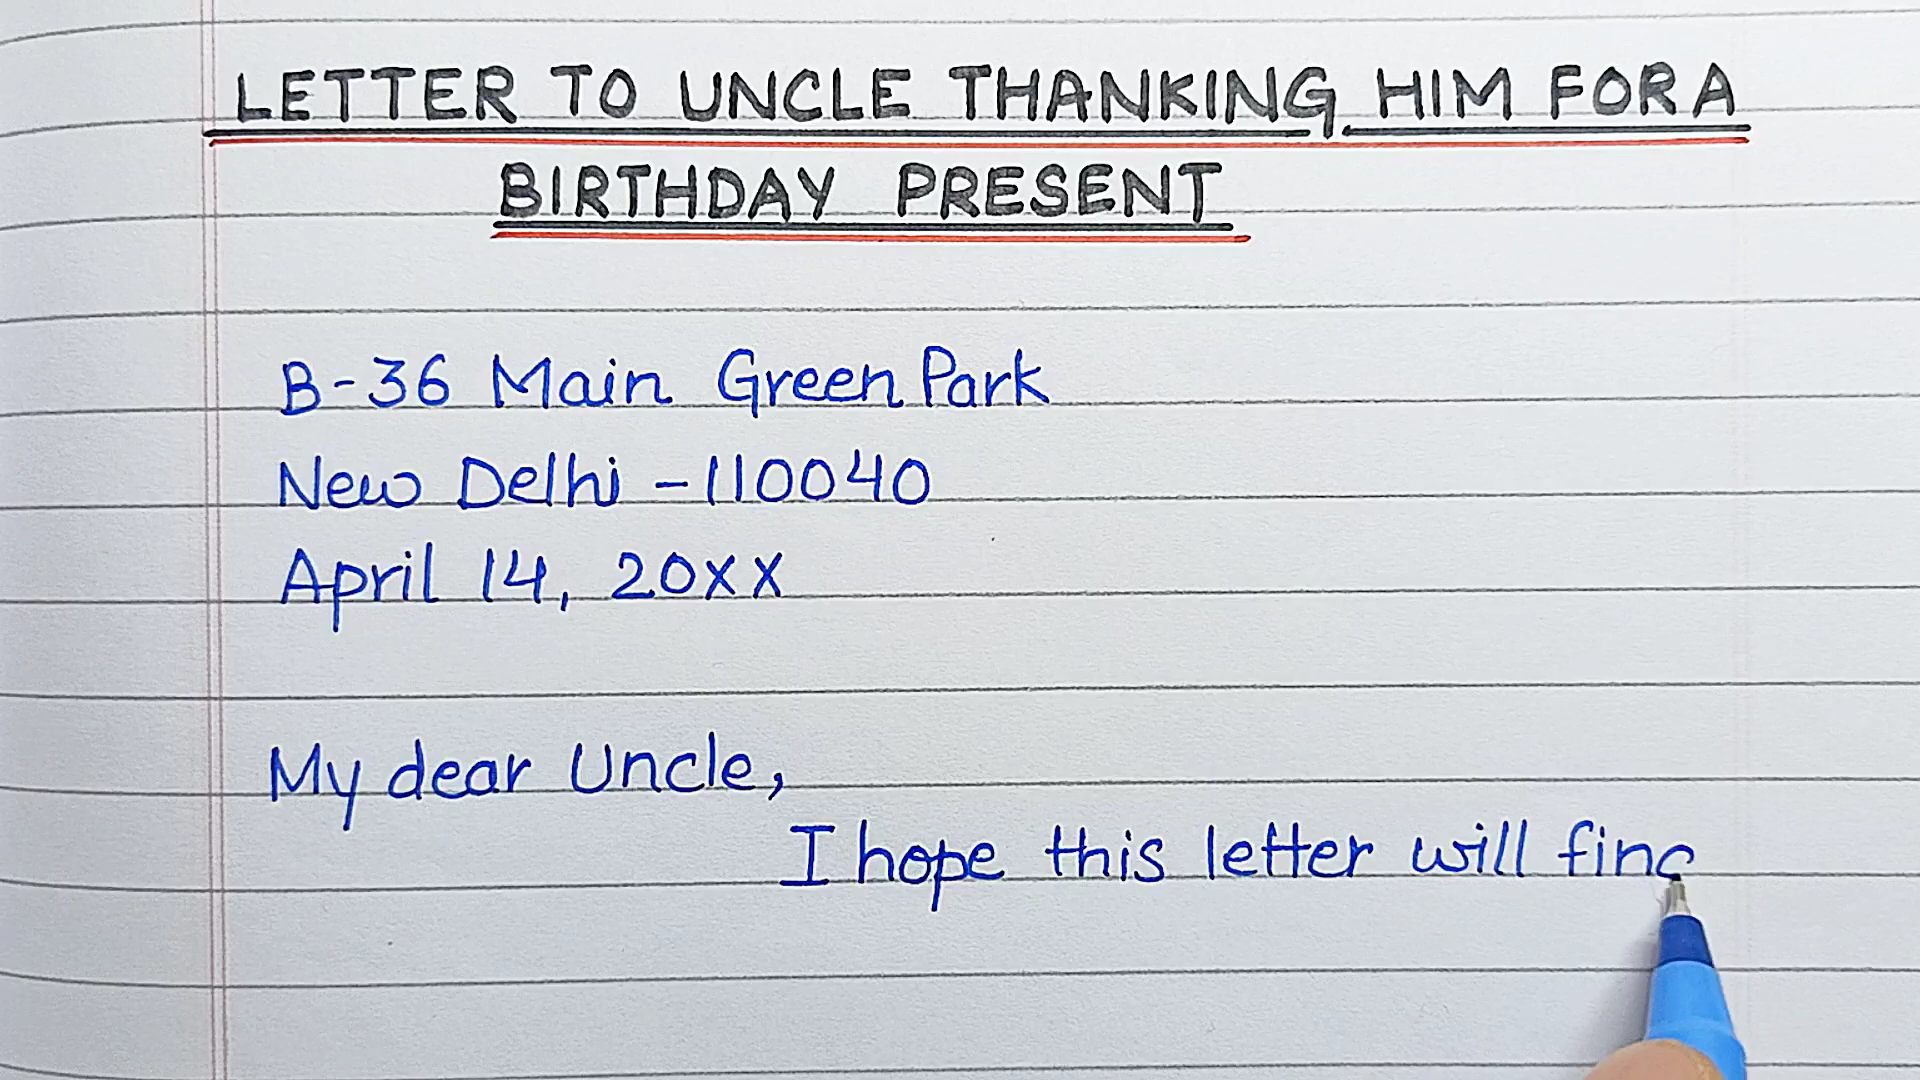 LETTER TO UNCLE THANKING HIM FOR A
BIRTHDAY PRESENT
B-36 Main Green Park
New Delhi - 110040
April 14, 20XX
My dear Uncle,
I hope this letter will finc